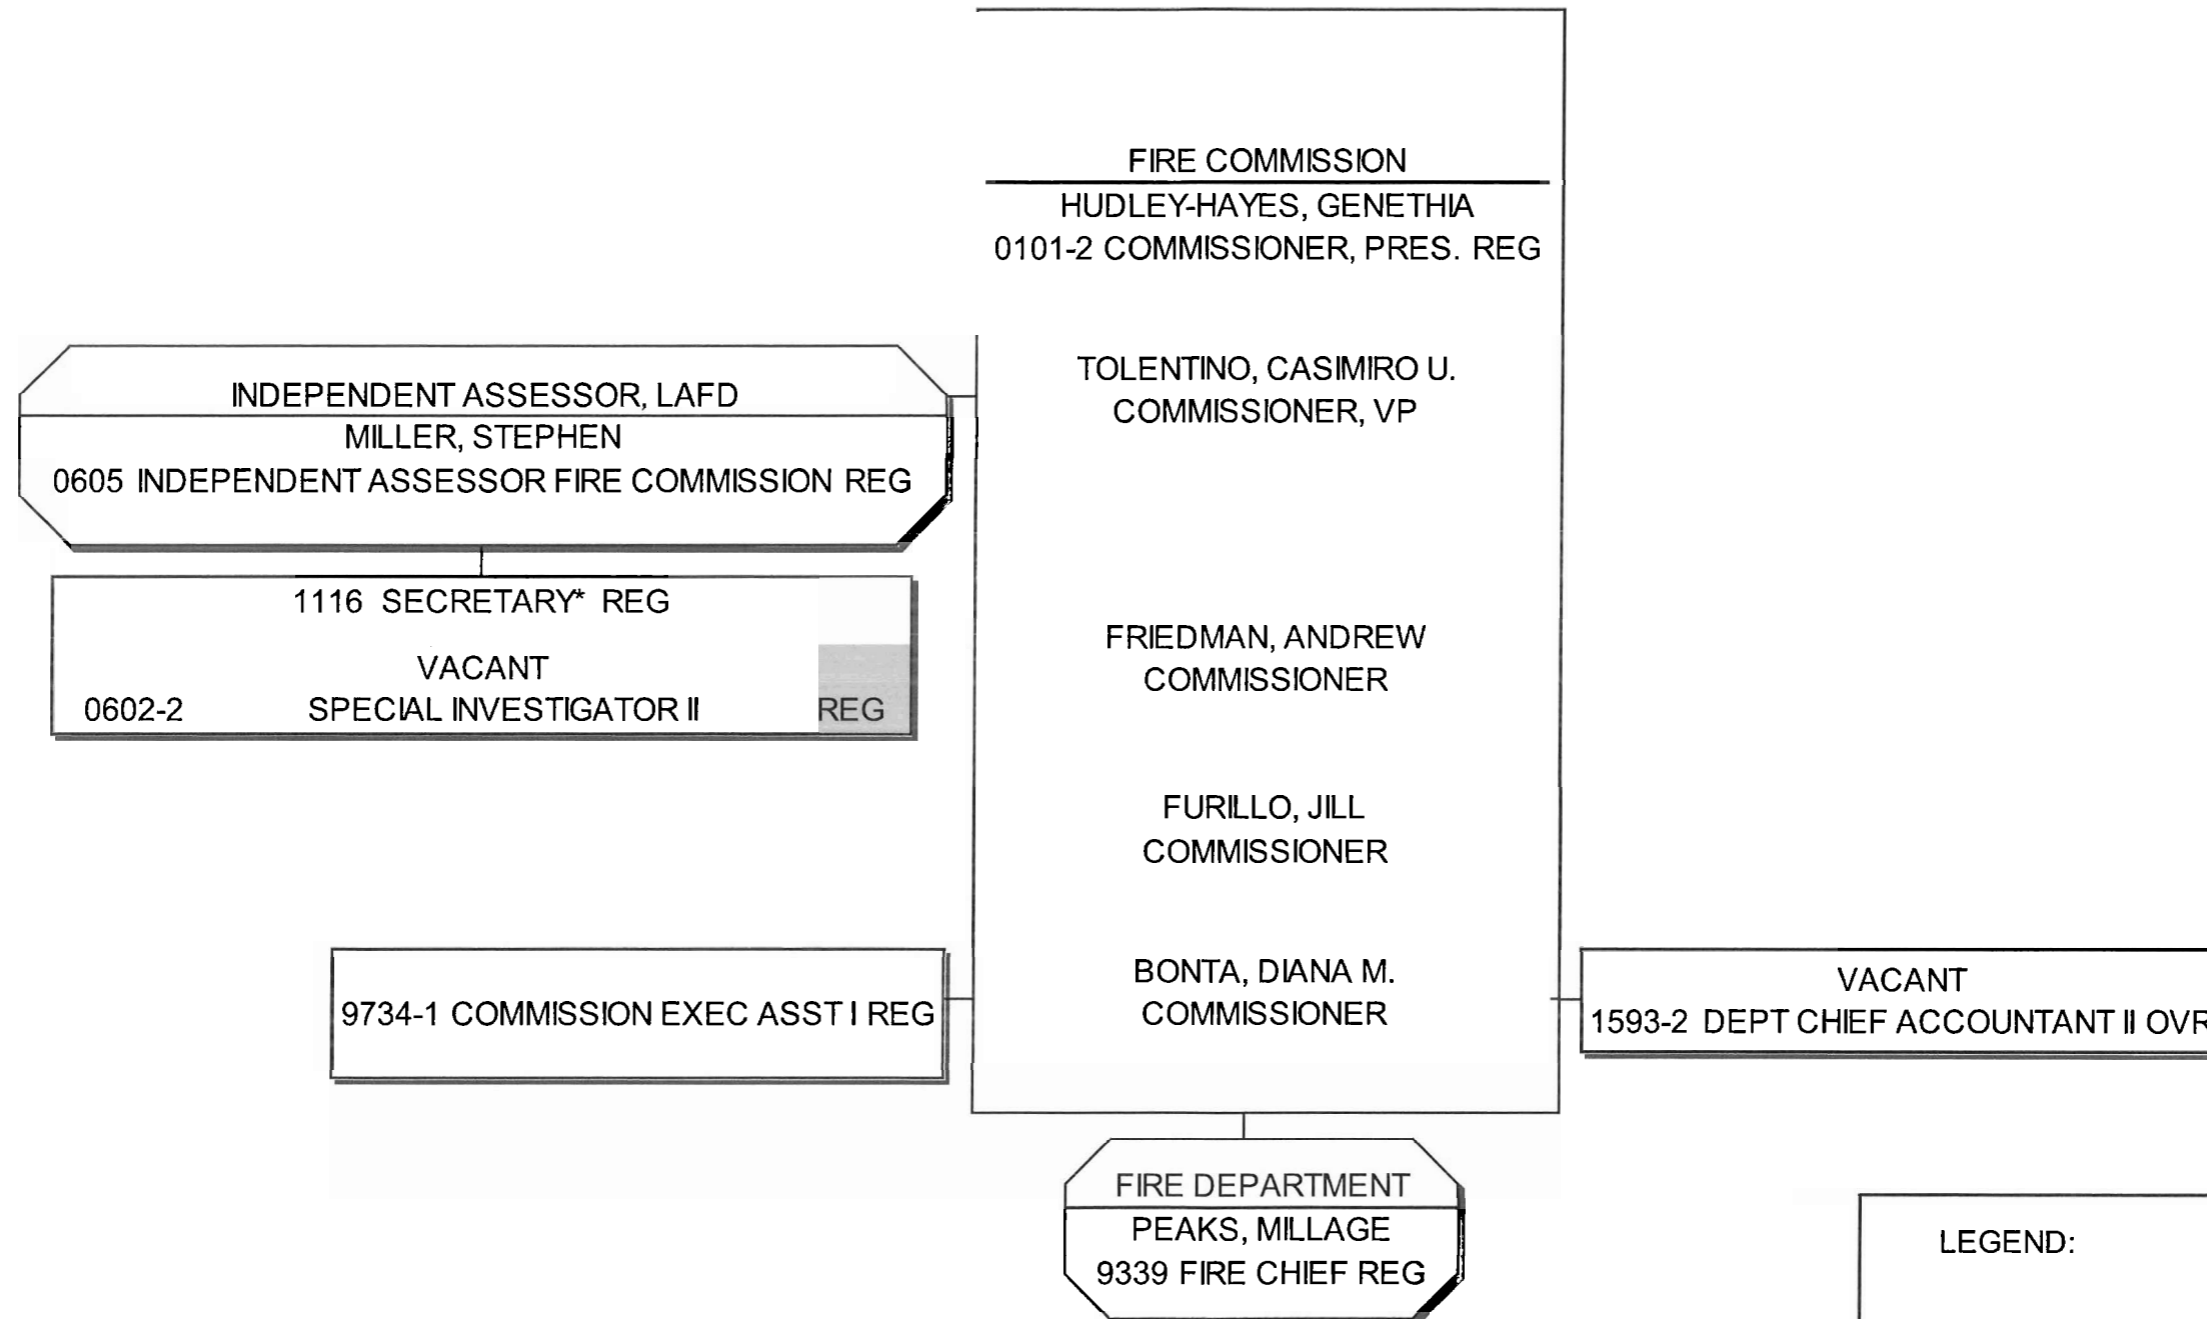 FIRE COMMISSION
HUDLEY-HAYES, GENETHIA
0101-2 COMMISSIONER, PRES. REG
TOLENTINO, CASIMIRO U.
COMMISSIONER, VP
INDEPENDENT ASSESSOR, LAFD
MILLER, STEPHEN
0605 INDEPENDENT ASSESSOR FIRE COMMISSION REG
1116 SECRETARY* REG
VACANT
0602-2 SPECIAL INVESTIGATOR II REG
FRIEDMAN, ANDREW
COMMISSIONER
FURILLO, JILL
COMMISSIONER
BONTA, DIANA M.
COMMISSIONER
9734-1 COMMISSION EXEC ASST I REG
VACANT
1593-2 DEPT CHIEF ACCOUNTANT II OVR
FIRE DEPARTMENT
PEAKS, MILLAGE
9339 FIRE CHIEF REG
LEGEND: